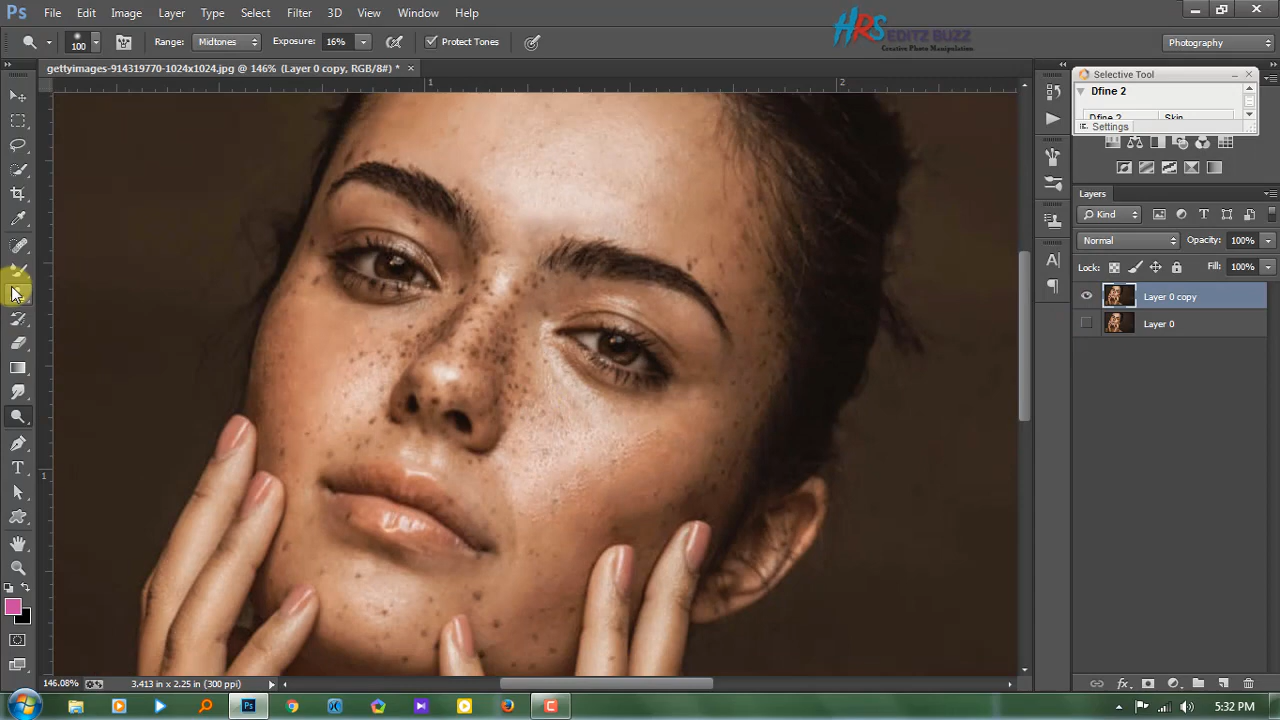 Ps File Edit Image Layer Type Select Filter 3D View Window Help
HRS EDITZ BUZZ
Creative Photo Manipulation
100 Range: Midtones Exposure: 16% Protect Tones Photography
gettyimages-914319770-1024x1024.jpg @ 146% (Layer 0 copy, RGB/8#) * ×
Selective Tool
Dfine 2
Dfine 2 Skin
Settings
1 2
1
Layers
Kind
Normal Opacity: 100%
Lock: Fill: 100%
Layer 0 copy
Layer 0
146.08% 3.413 in x 2.25 in (300 ppi)
5:32 PM